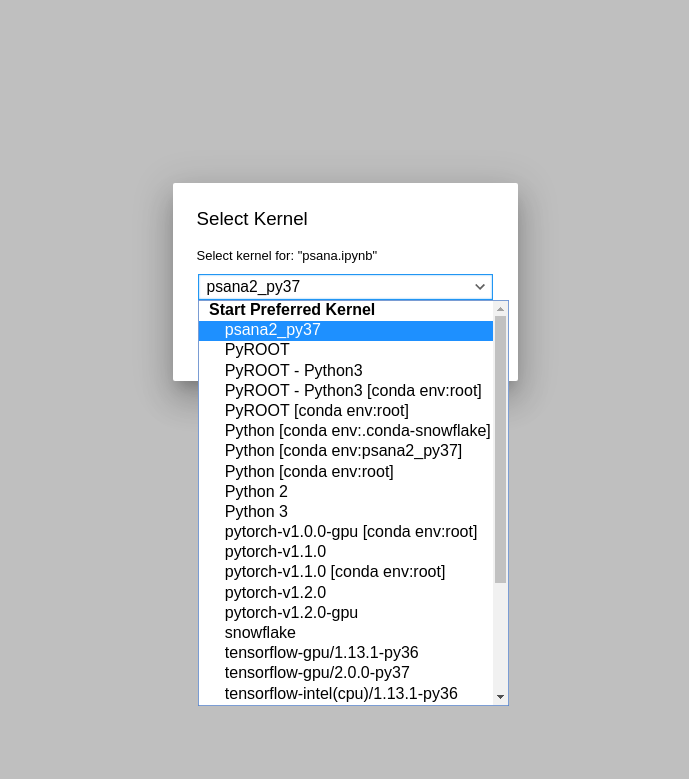 Select Kernel
Select kernel for: "psana.ipynb"
psana2_py37
Start Preferred Kernel
psana2_py37
PyROOT
PyROOT - Python3
PyROOT - Python3 [conda env:root]
PyROOT [conda env:root]
Python [conda env:.conda-snowflake]
Python [conda env:psana2_py37]
Python [conda env:root]
Python 2
Python 3
pytorch-v1.0.0-gpu [conda env:root]
pytorch-v1.1.0
pytorch-v1.1.0 [conda env:root]
pytorch-v1.2.0
pytorch-v1.2.0-gpu
snowflake
tensorflow-gpu/1.13.1-py36
tensorflow-gpu/2.0.0-py37
tensorflow-intel(cpu)/1.13.1-py36